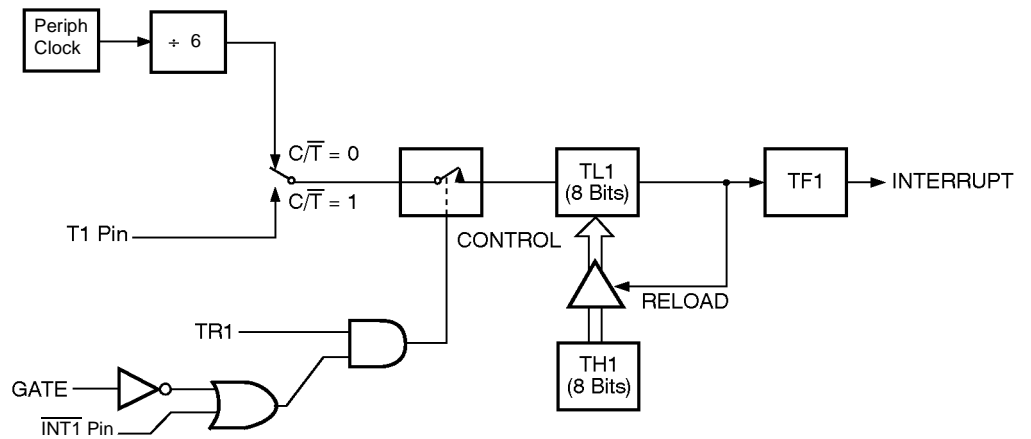 Periph
Clock
÷ 6
C/T̅ = 0
C/T̅ = 1
T1 Pin
TL1
(8 Bits)
TF1
INTERRUPT
CONTROL
RELOAD
TR1
TH1
(8 Bits)
GATE
I̅N̅T̅1̅ Pin